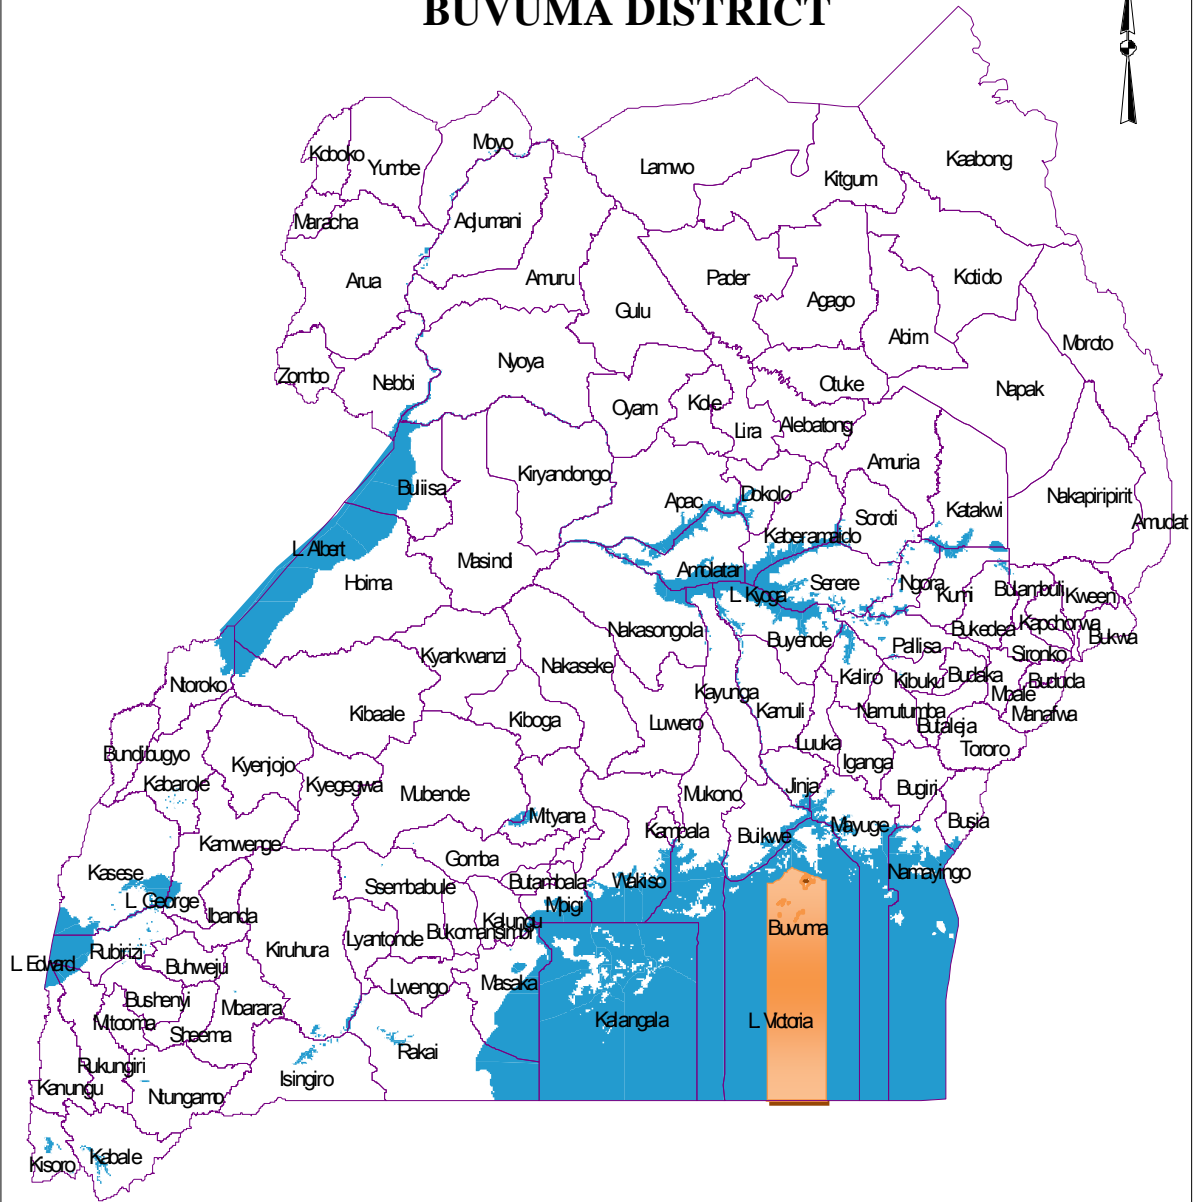 BUVUMA DISTRICT
Moyo
Koboko
Yumbe
Lamwo
Kitgum
Kaabong
Maracha
Adjumani
Arua
Amuru
Pader
Kotido
Agago
Gulu
Abim
Moroto
Nyoya
Zombo
Nebbi
Otuke
Napak
Oyam
Kole
Lira
Alebatong
Amuria
Kiryandongo
Buliisa
Apac
Dokolo
Nakapiripirit
Katakwi
Soroti
Amudat
Kaberamaido
L. Albert
Masindi
Amolatar
Hoima
Serere
Ngora
Kumi
Bulambuli
Kween
L. Kyoga
Nakasongola
Buyende
Bukedea
Kapchorwa
Bukwa
Pallisa
Sironko
Kyankwanzi
Nakaseke
Kaliro
Kibuku
Budaka
Bududa
Mbale
Ntoroko
Kayunga
Kamuli
Namutumba
Manafwa
Kibaale
Kiboga
Luwero
Butaleja
Luuka
Tororo
Bundibugyo
Kyenjojo
Iganga
Kabarole
Kyegegwa
Mubende
Mukono
Jinja
Bugiri
Mityana
Kampala
Buikwe
Mayuge
Busia
Kamwenge
Gomba
Kasese
Ssembabule
Butambala
Wakiso
Namayingo
L. George
Ibanda
Mpigi
Kalungu
Lyantonde
Bukomansimbi
Buvuma
Kiruhura
Rubirizi
L. Edward
Buhweju
Lwengo
Masaka
Bushenyi
Mbarara
Mitooma
Sheema
Kalangala
L. Victoria
Rakai
Rukungiri
Isingiro
Kanungu
Ntungamo
Kabale
Kisoro